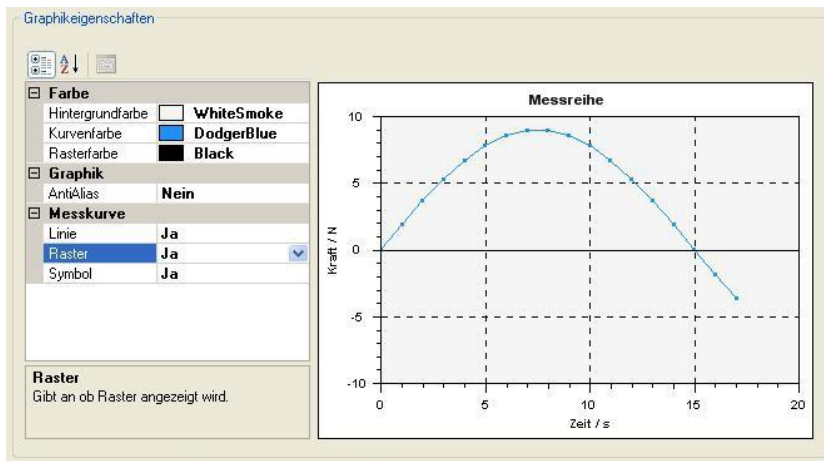 Graphikeigenschaften
Farbe
Hintergrundfarbe WhiteSmoke
Kurvenfarbe DodgerBlue
Rasterfarbe Black
Graphik
AntiAlias Nein
Messkurve
Linie Ja
Raster Ja
Symbol Ja
Raster
Gibt an ob Raster angezeigt wird.
Messreihe
Kraft / N
10
5
0
-5
-10
0 5 10 15 20
Zeit / s